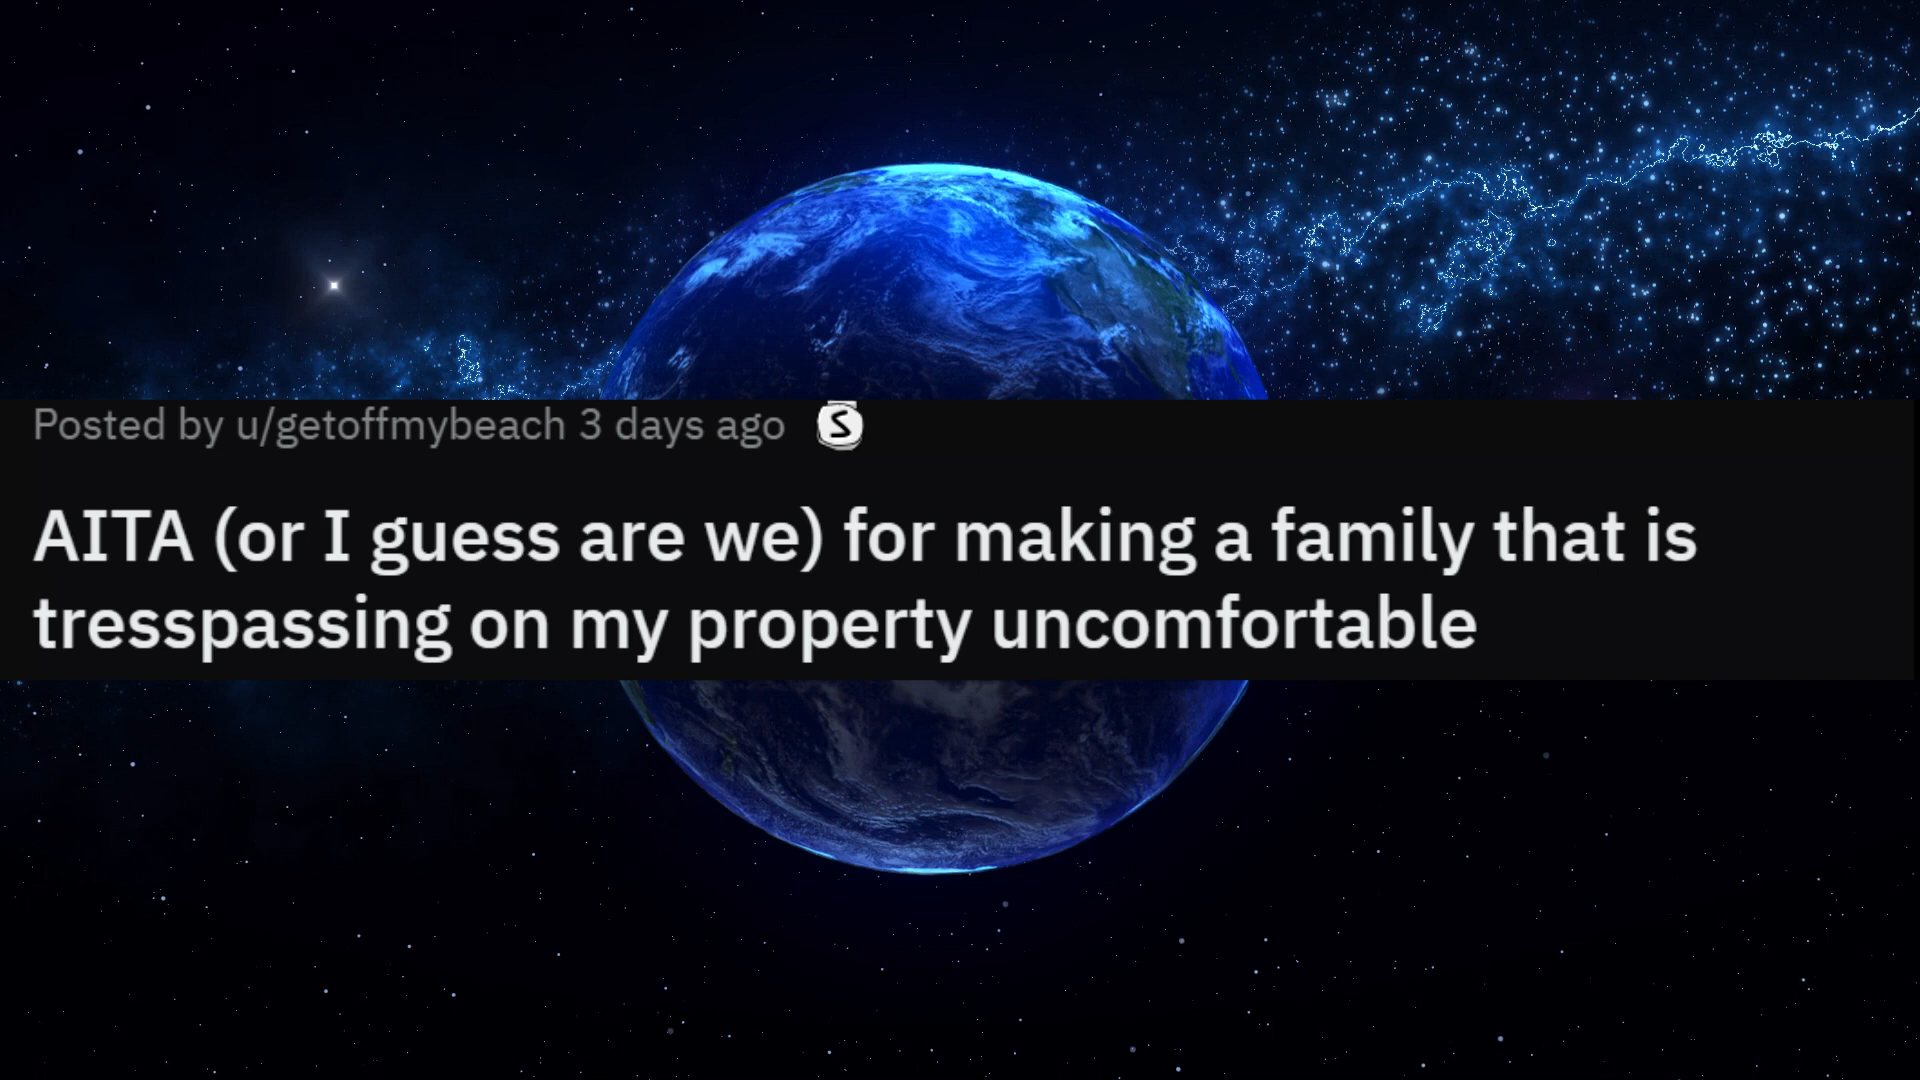 Posted by u/getoffmybeach 3 days ago S
AITA (or I guess are we) for making a family that is
tresspassing on my property uncomfortable